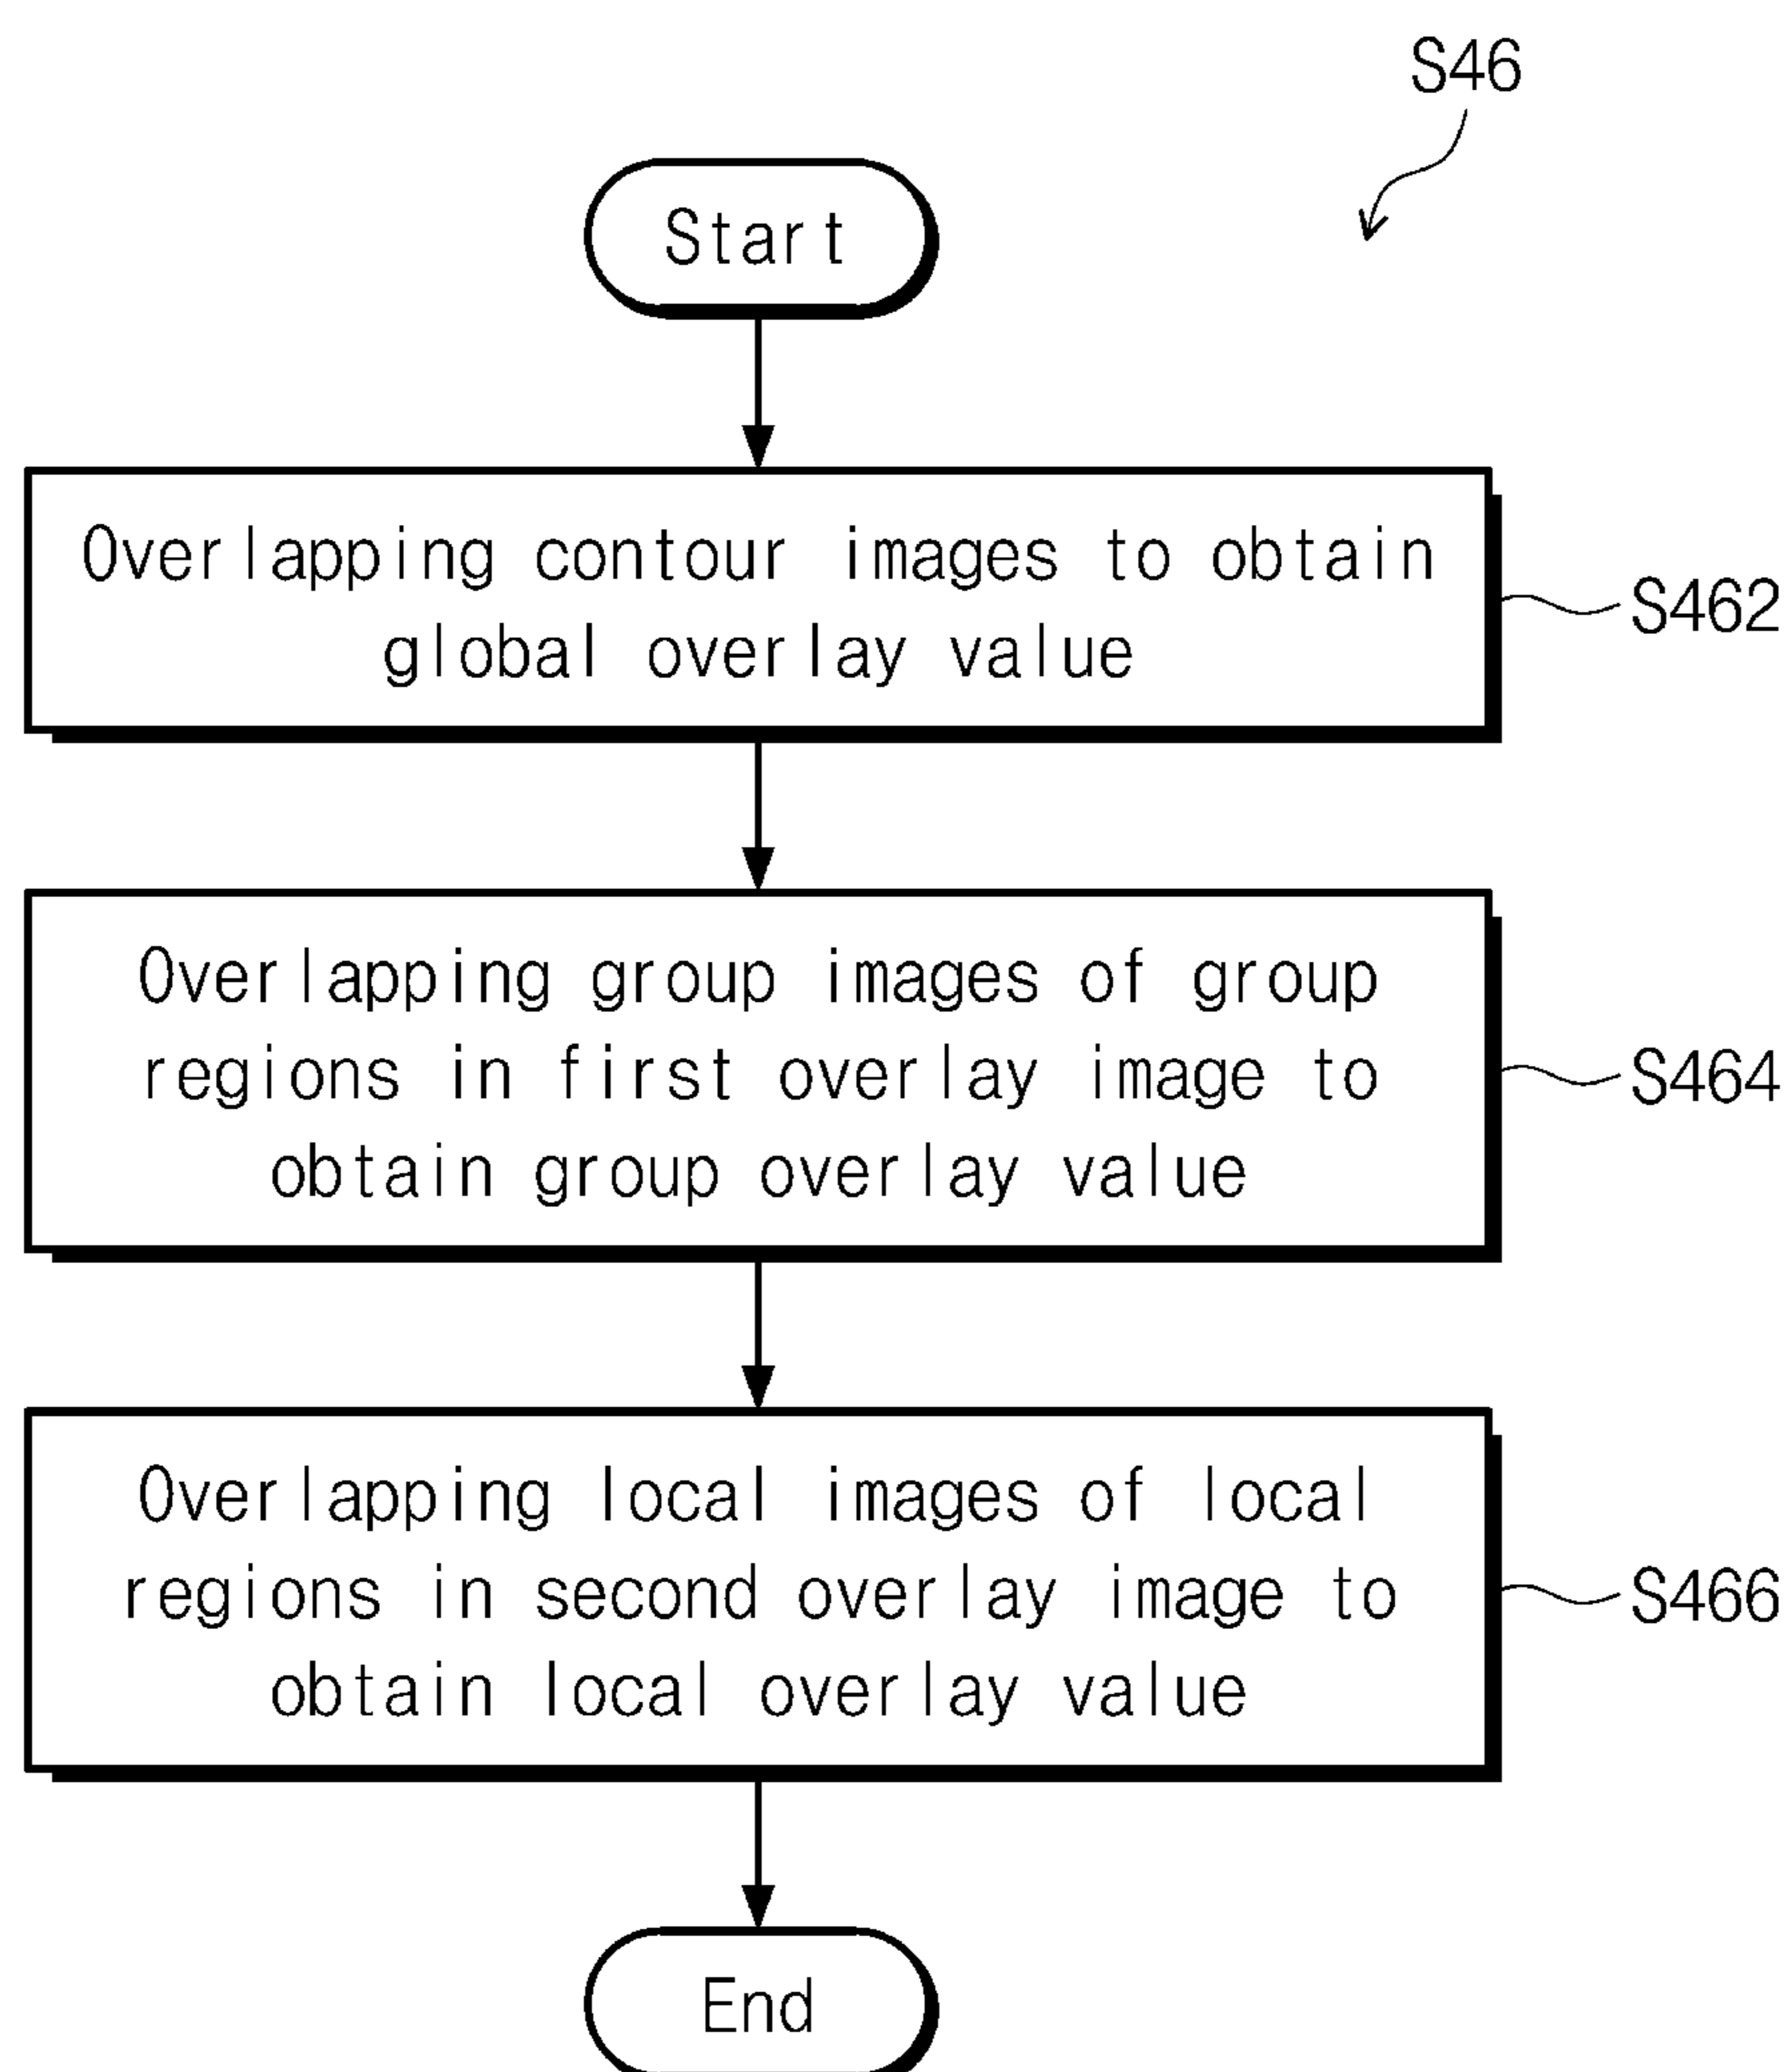 S46
Start
Overlapping contour images to obtain
global overlay value
S462
Overlapping group images of group
regions in first overlay image to
obtain group overlay value
S464
Overlapping local images of local
regions in second overlay image to
obtain local overlay value
S466
End